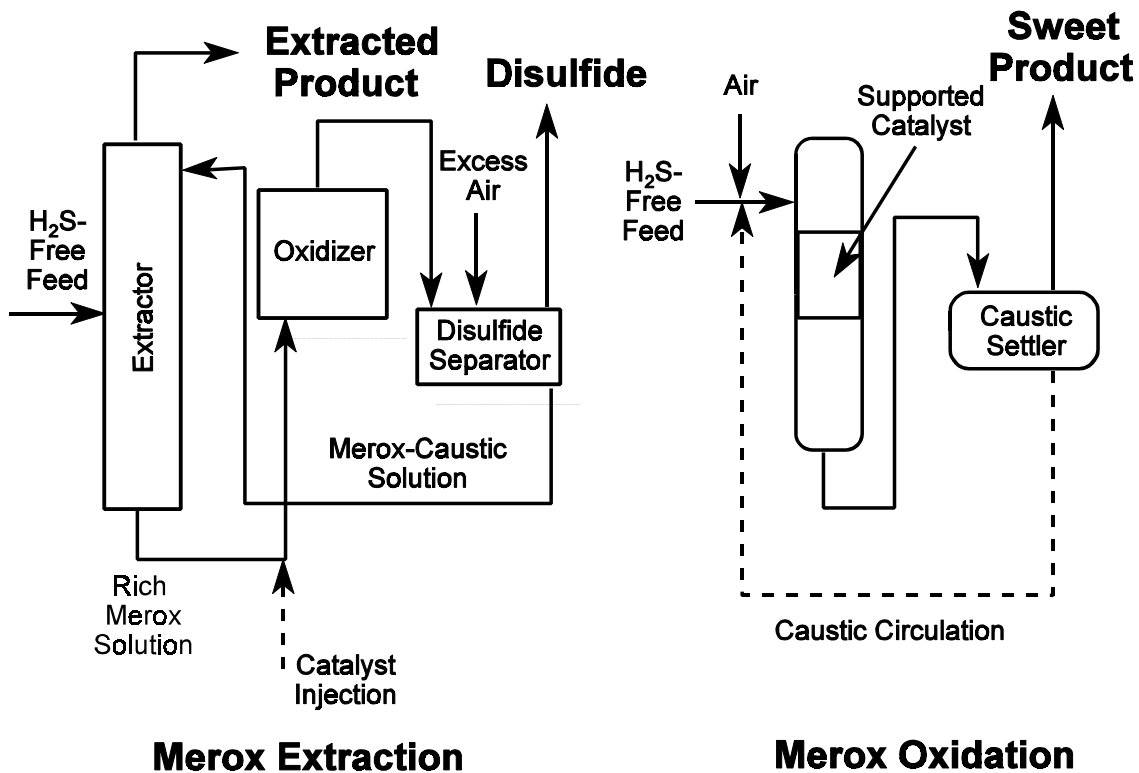 Extracted
Product
Disulfide
Excess
Air
H₂S-
Free
Feed
Extractor
Oxidizer
Disulfide
Separator
Merox-Caustic
Solution
Rich
Merox
Solution
Catalyst
Injection
Merox Extraction
Sweet
Product
Air
Supported
Catalyst
H₂S-
Free
Feed
Caustic
Settler
Caustic Circulation
Merox Oxidation